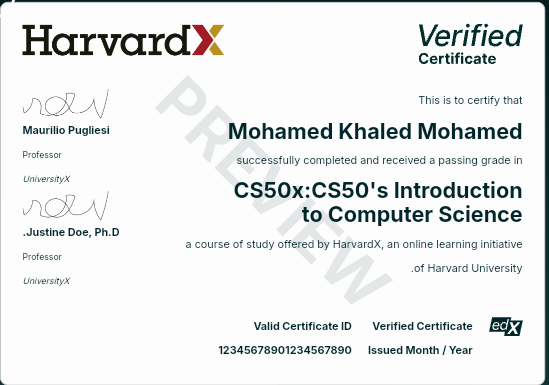 HarvardX
Verified
Certificate
This is to certify that
Mohamed Khaled Mohamed
successfully completed and received a passing grade in
CS50x:CS50's Introduction
to Computer Science
a course of study offered by HarvardX, an online learning initiative
.of Harvard University
Maurilio Pugliesi
Professor
UniversityX
.Justine Doe, Ph.D
Professor
UniversityX
PREVIEW
Valid Certificate ID
12345678901234567890
Verified Certificate
Issued Month / Year
edX